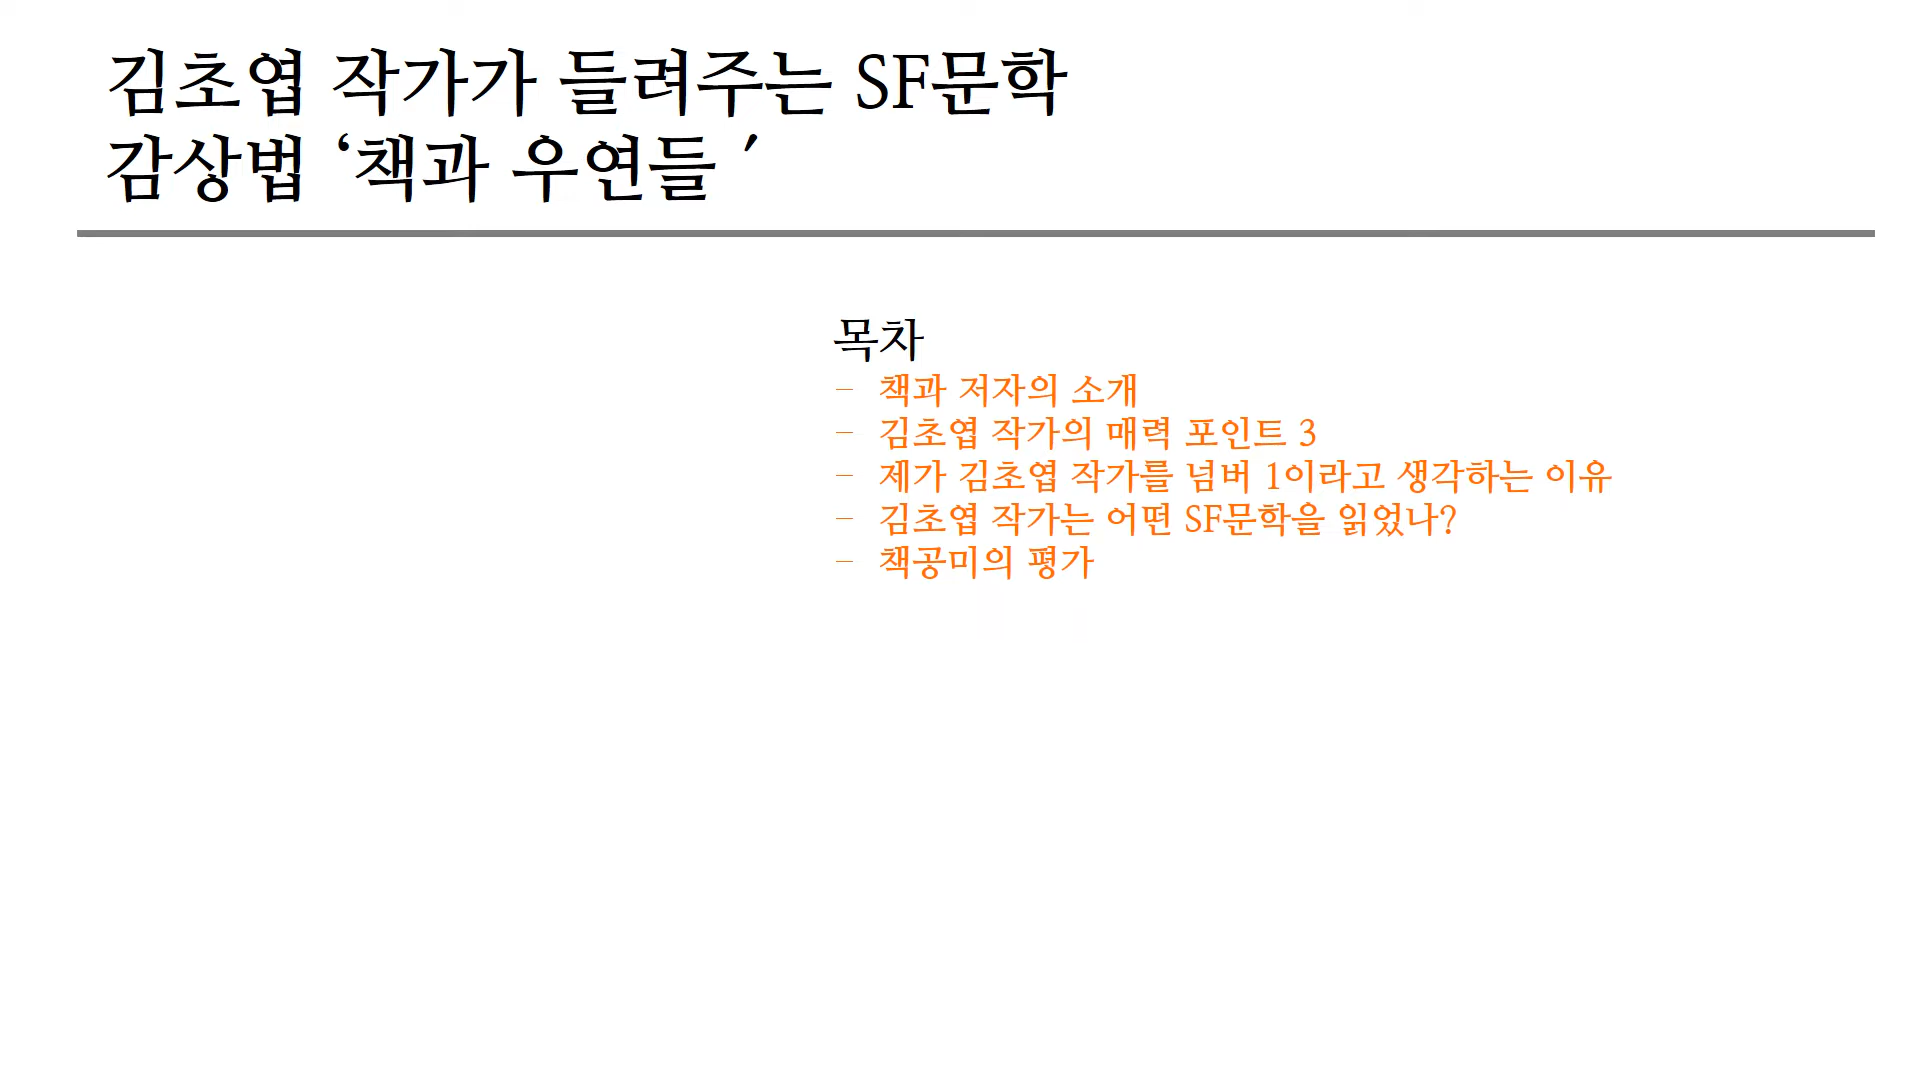 김초엽 작가가 들려주는 SF문학
감상법 ‘책과 우연들 ’
목차
– 책과 저자의 소개
– 김초엽 작가의 매력 포인트 3
– 제가 김초엽 작가를 넘버 1이라고 생각하는 이유
– 김초엽 작가는 어떤 SF문학을 읽었나?
– 책공미의 평가